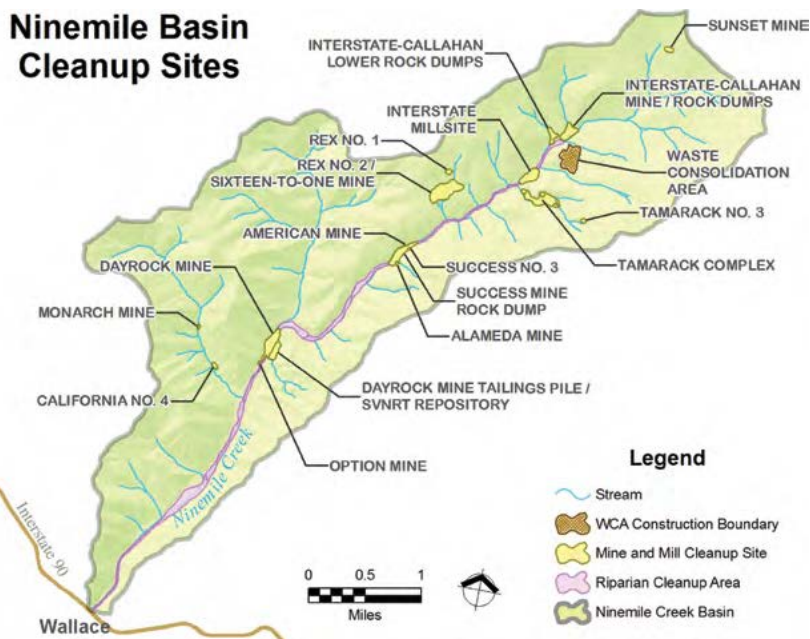 Ninemile Basin
Cleanup Sites
SUNSET MINE
INTERSTATE-CALLAHAN
LOWER ROCK DUMPS
INTERSTATE-CALLAHAN
MINE / ROCK DUMPS
INTERSTATE
MILLSITE
REX NO. 1
REX NO. 2 /
SIXTEEN-TO-ONE MINE
WASTE
CONSOLIDATION
AREA
TAMARACK NO. 3
AMERICAN MINE
TAMARACK COMPLEX
DAYROCK MINE
SUCCESS NO. 3
SUCCESS MINE
ROCK DUMP
MONARCH MINE
ALAMEDA MINE
CALIFORNIA NO. 4
DAYROCK MINE TAILINGS PILE /
SVNRT REPOSITORY
OPTION MINE
Ninemile Creek
Interstate 90
Wallace
0 0.5 1
Miles
Legend
Stream
WCA Construction Boundary
Mine and Mill Cleanup Site
Riparian Cleanup Area
Ninemile Creek Basin